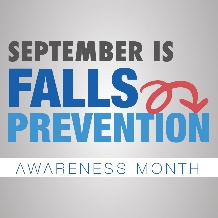 SEPTEMBER IS
FALLS
PREVENTION
AWARENESS MONTH